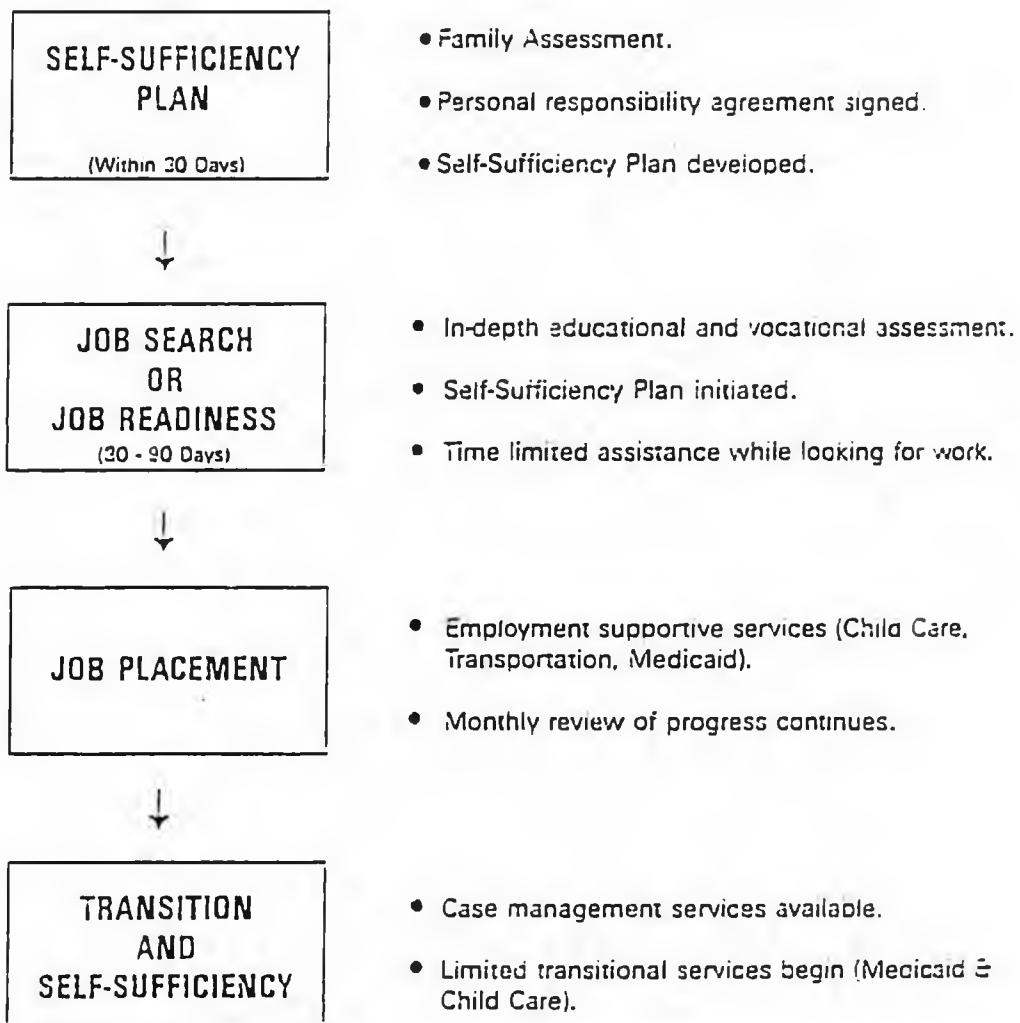 SELF-SUFFICIENCY
PLAN
(Within 30 Days)
• Family Assessment.
• Personal responsibility agreement signed.
• Self-Sufficiency Plan developed.
↓
JOB SEARCH
OR
JOB READINESS
(30 - 90 Days)
• In-depth educational and vocational assessment.
• Self-Sufficiency Plan initiated.
• Time limited assistance while looking for work.
↓
JOB PLACEMENT
• Employment supportive services (Child Care,
Transportation, Medicaid).
• Monthly review of progress continues.
↓
TRANSITION
AND
SELF-SUFFICIENCY
• Case management services available.
• Limited transitional services begin (Medicaid &
Child Care).